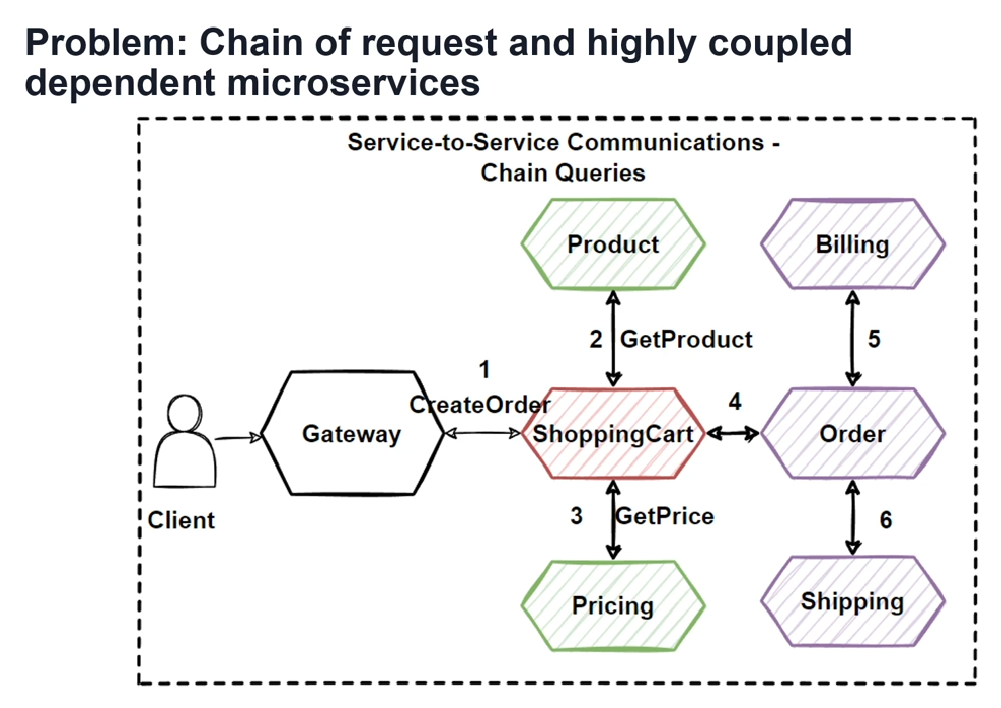 Problem: Chain of request and highly coupled
dependent microservices
Service-to-Service Communications -
Chain Queries
Product
Billing
2 GetProduct
5
1
CreateOrder
4
Gateway
ShoppingCart
Order
Client
3 GetPrice
6
Pricing
Shipping